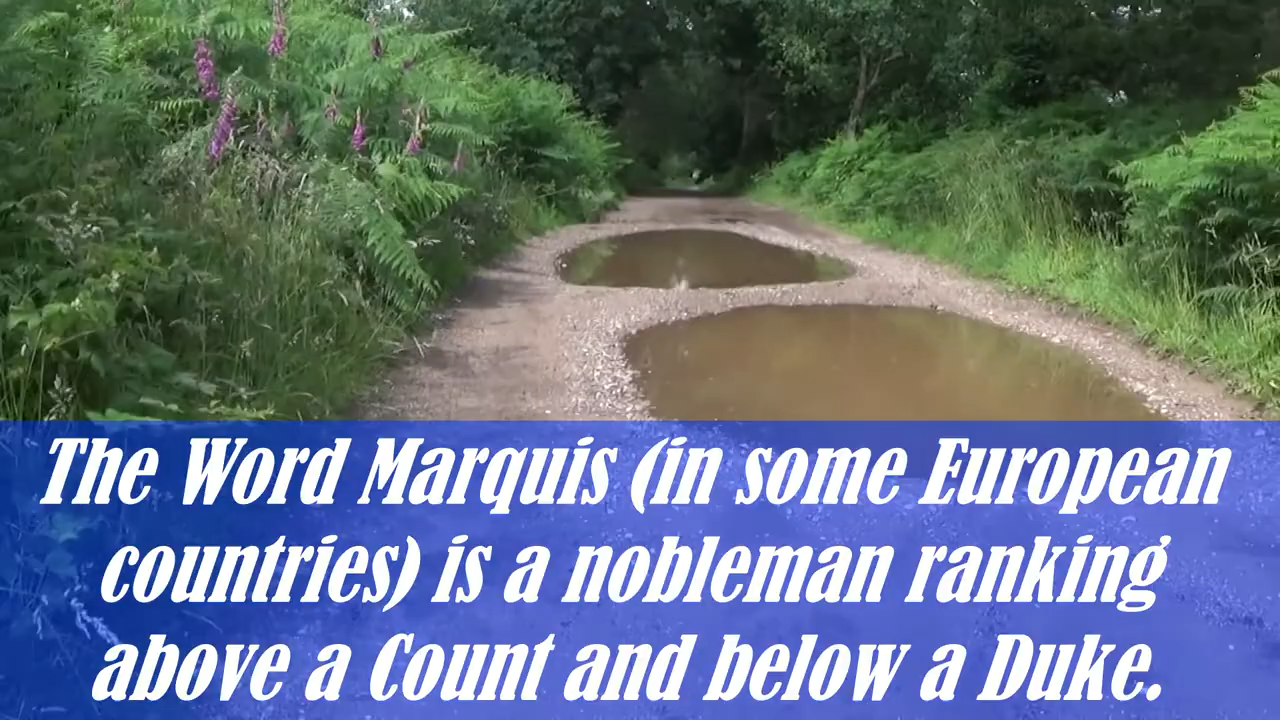 The Word Marquis (in some European
countries) is a nobleman ranking
above a Count and below a Duke.